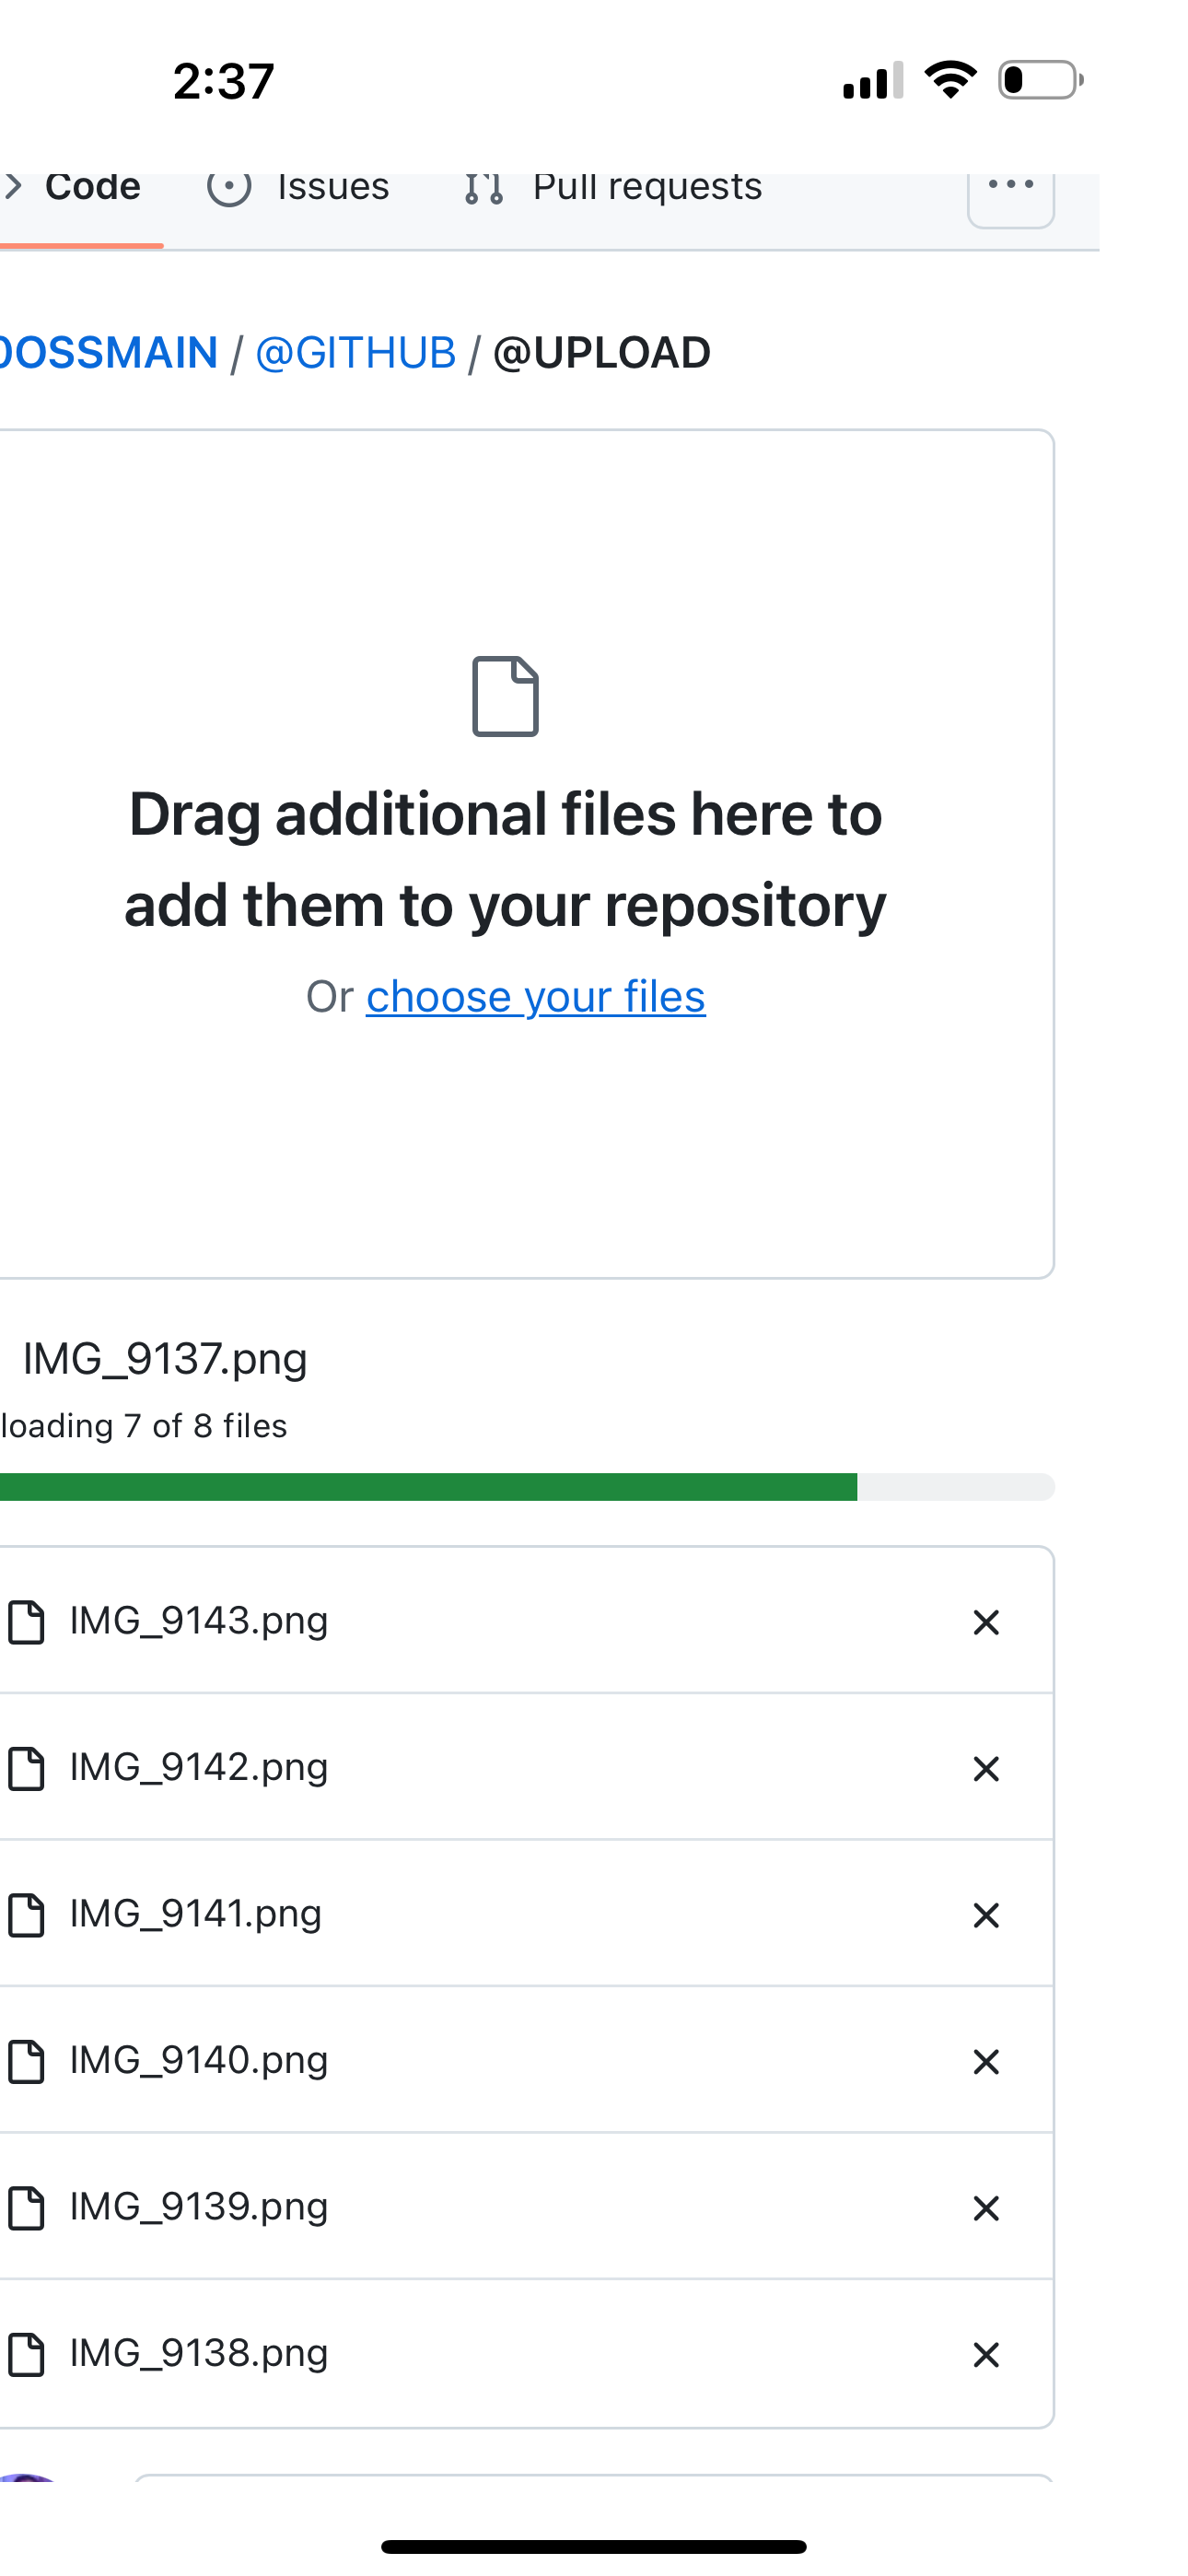 2:37
Code Issues Pull requests
OSSMAIN / @GITHUB / @UPLOAD
Drag additional files here to
add them to your repository
Or choose your files
IMG_9137.png
loading 7 of 8 files
IMG_9143.png
IMG_9142.png
IMG_9141.png
IMG_9140.png
IMG_9139.png
IMG_9138.png